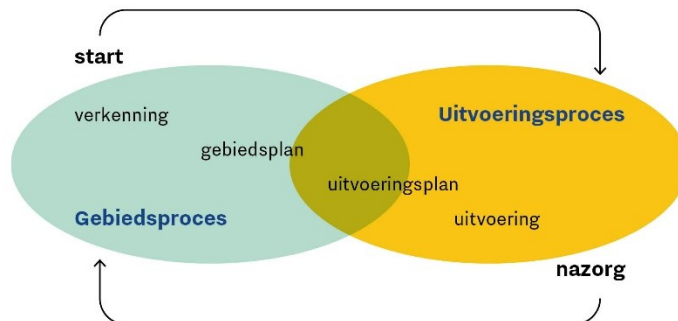 start
verkenning
Uitvoeringsproces
gebiedsplan
uitvoeringsplan
Gebiedsproces
uitvoering
nazorg